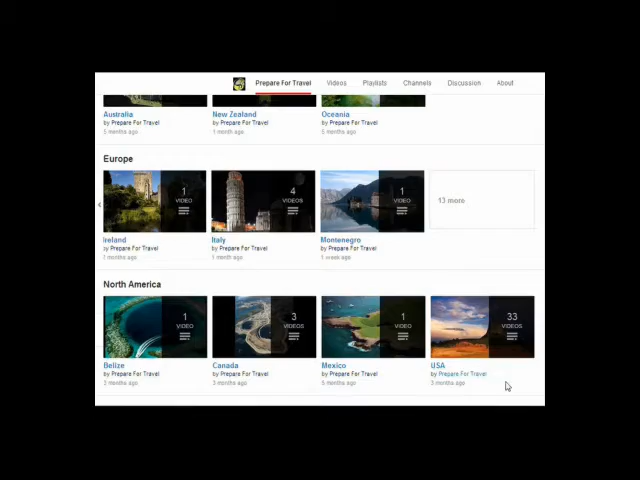 Prepare For Travel Videos Playlists Channels Discussion About
Australia New Zealand Oceania
by Prepare For Travel by Prepare For Travel by Prepare For Travel
5 months ago 1 month ago 5 months ago
Europe
1 4 1
VIDEO VIDEOS VIDEO
13 more
Ireland Italy Montenegro
by Prepare For Travel by Prepare For Travel by Prepare For Travel
months ago 1 month ago 1 week ago
North America
1 3 1 33
VIDEO VIDEOS VIDEO VIDEOS
Belize Canada Mexico USA
by Prepare For Travel by Prepare For Travel by Prepare For Travel by Prepare For Travel
3 months ago 3 months ago 5 months ago 3 months ago